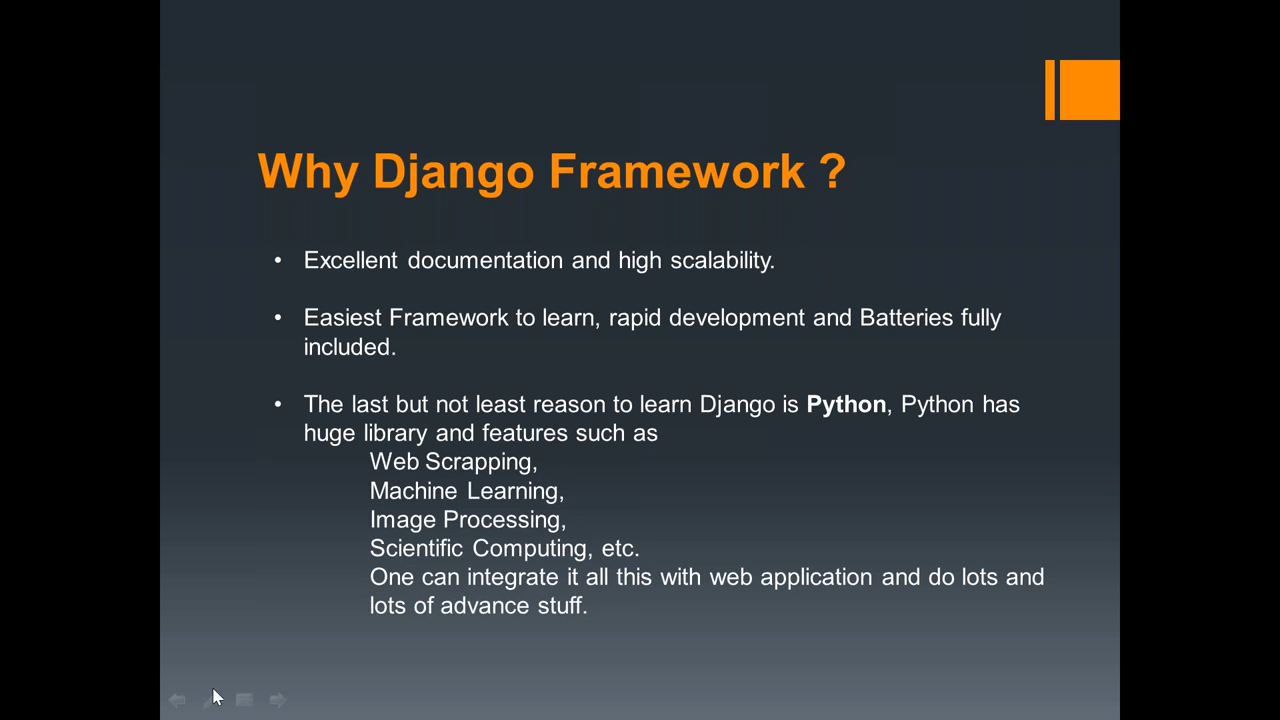 Why Django Framework ?
• Excellent documentation and high scalability.
• Easiest Framework to learn, rapid development and Batteries fully
included.
• The last but not least reason to learn Django is Python, Python has
huge library and features such as
Web Scrapping,
Machine Learning,
Image Processing,
Scientific Computing, etc.
One can integrate it all this with web application and do lots and
lots of advance stuff.